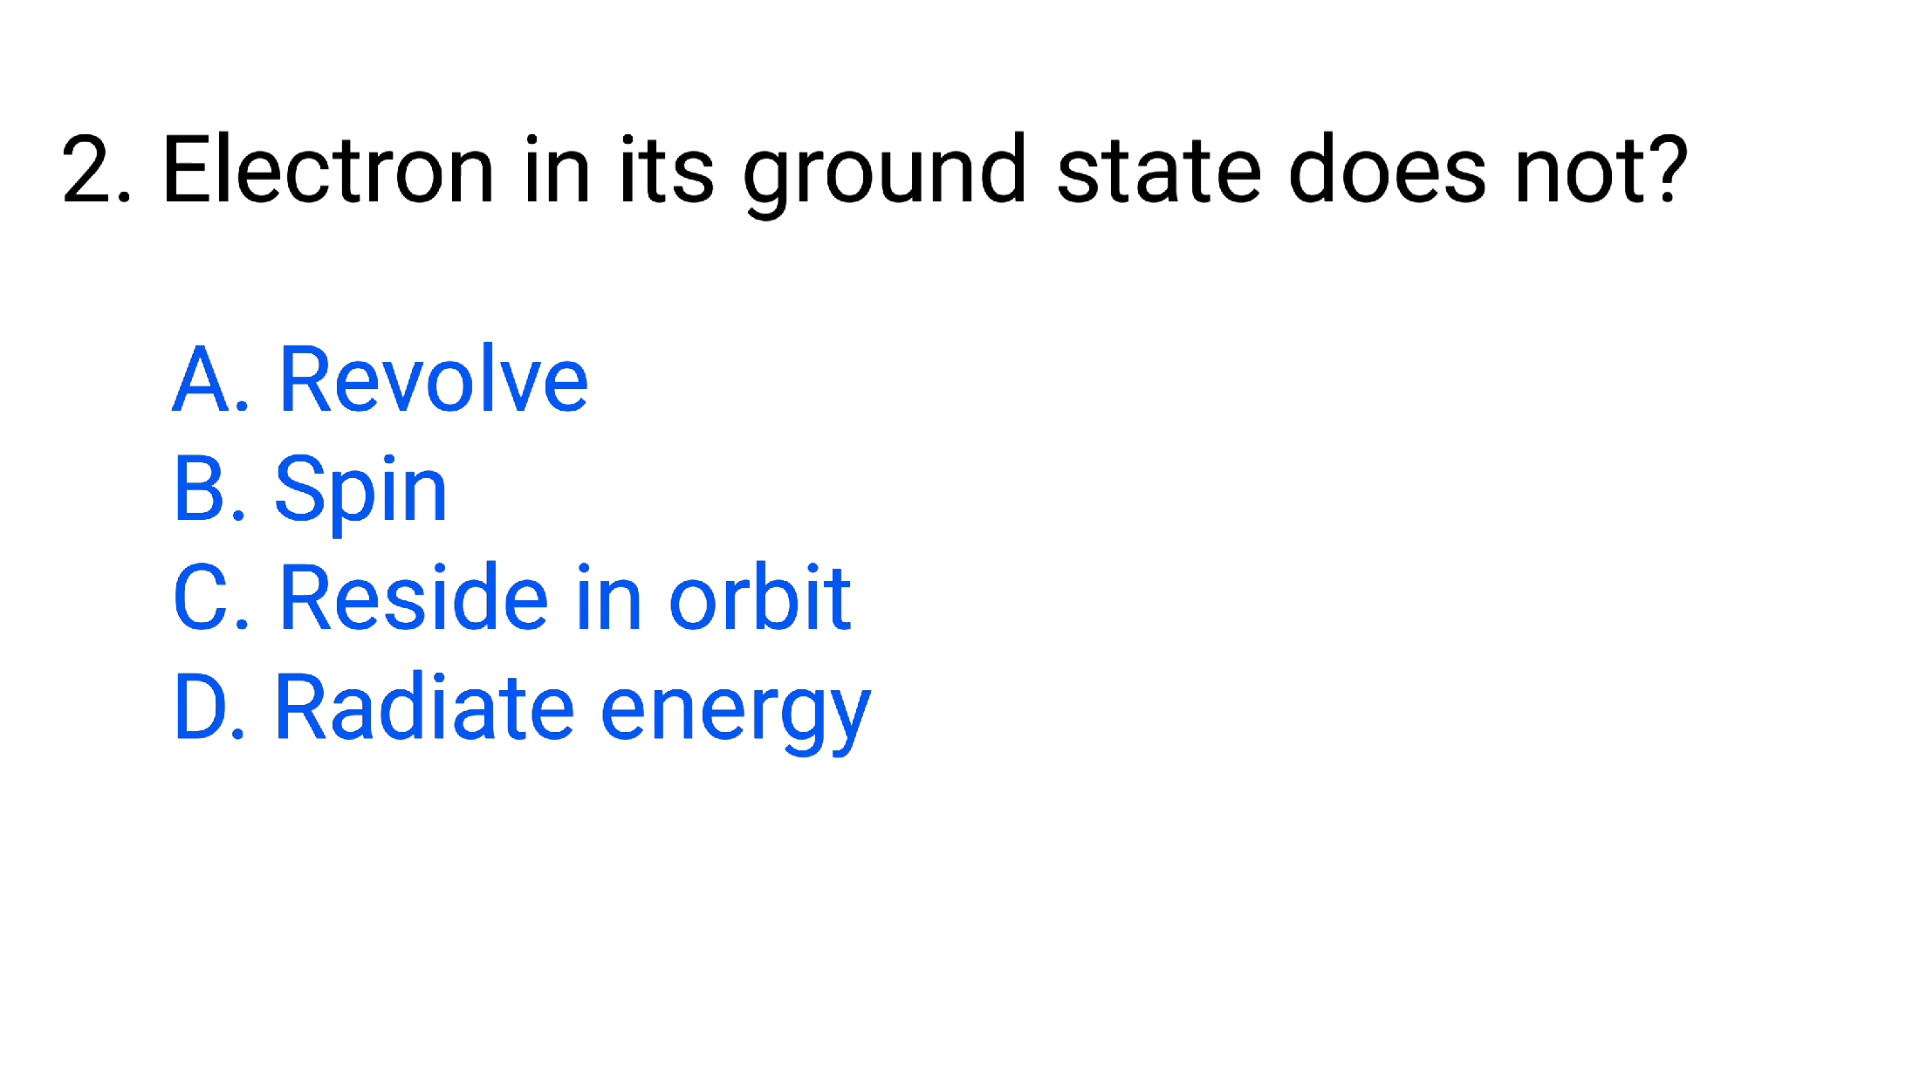 2. Electron in its ground state does not?
A. Revolve
B. Spin
C. Reside in orbit
D. Radiate energy